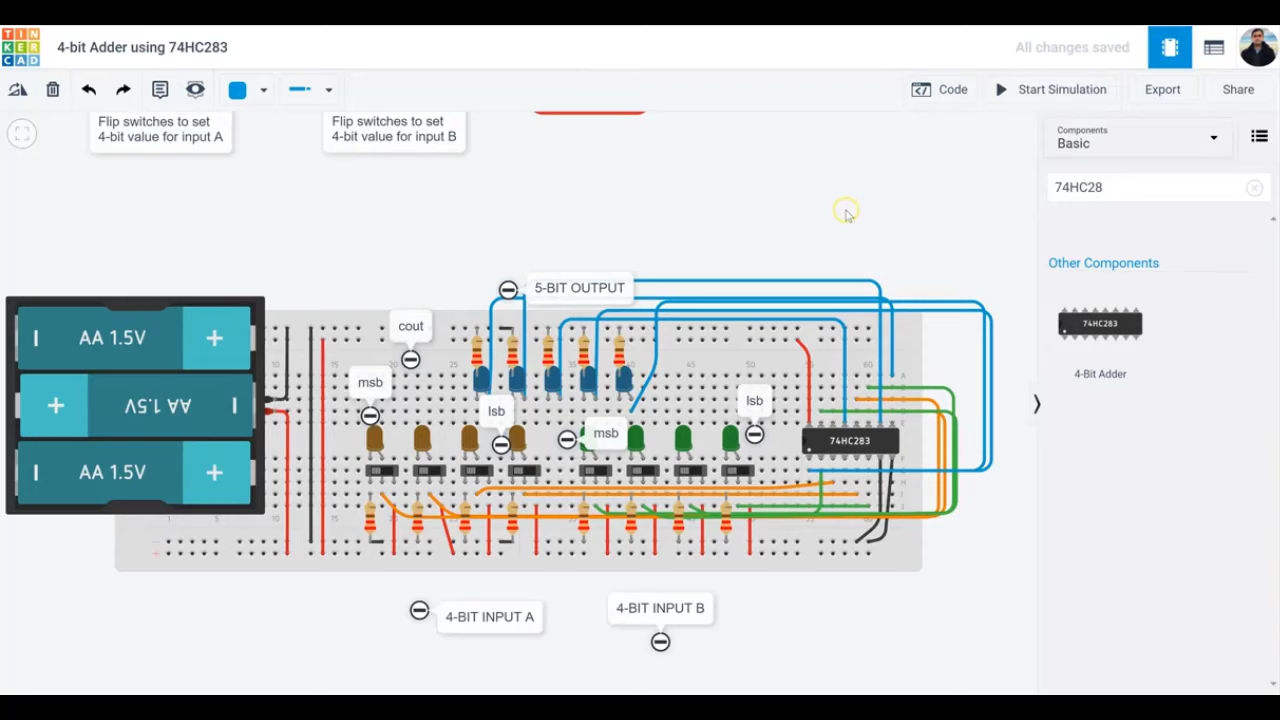 TIN
KER
CAD
4-bit Adder using 74HC283
All changes saved
Code
Start Simulation
Export
Share
Flip switches to set
4-bit value for input A
Flip switches to set
4-bit value for input B
Components
Basic
74HC28
Other Components
74HC283
4-Bit Adder
5-BIT OUTPUT
cout
msb
lsb
msb
lsb
AA 1.5V
+
AA 1.5V
+
AA 1.5V
+
74HC283
4-BIT INPUT A
4-BIT INPUT B